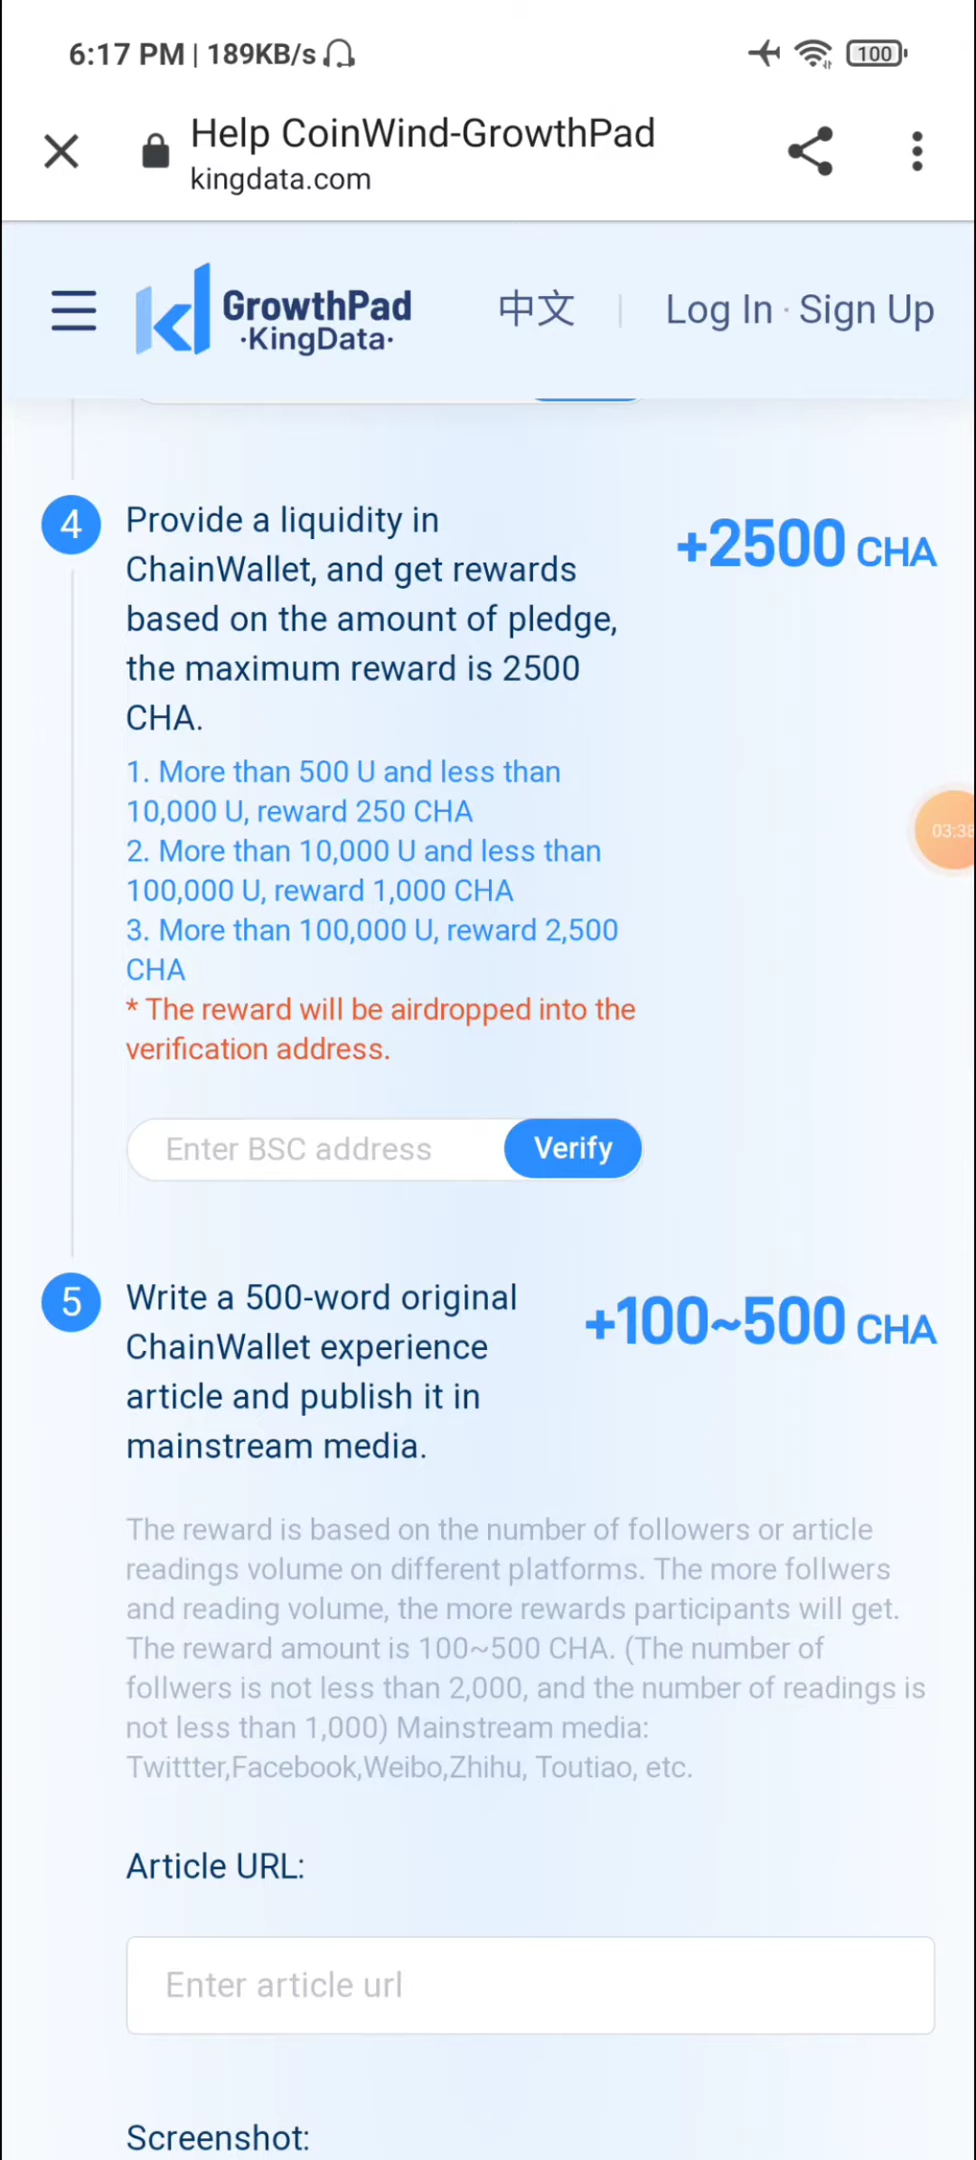 6:17 PM | 189KB/s
100
Help CoinWind-GrowthPad
kingdata.com
GrowthPad
·KingData·
中文 | Log In · Sign Up
4
Provide a liquidity in
ChainWallet, and get rewards
based on the amount of pledge,
the maximum reward is 2500
CHA.
+2500 CHA
1. More than 500 U and less than
10,000 U, reward 250 CHA
2. More than 10,000 U and less than
100,000 U, reward 1,000 CHA
3. More than 100,000 U, reward 2,500
CHA
03:38
* The reward will be airdropped into the
verification address.
Enter BSC address
Verify
5
Write a 500-word original
ChainWallet experience
article and publish it in
mainstream media.
+100~500 CHA
The reward is based on the number of followers or article
readings volume on different platforms. The more follwers
and reading volume, the more rewards participants will get.
The reward amount is 100~500 CHA. (The number of
follwers is not less than 2,000, and the number of readings is
not less than 1,000) Mainstream media:
Twittter,Facebook,Weibo,Zhihu, Toutiao, etc.
Article URL:
Enter article url
Screenshot: